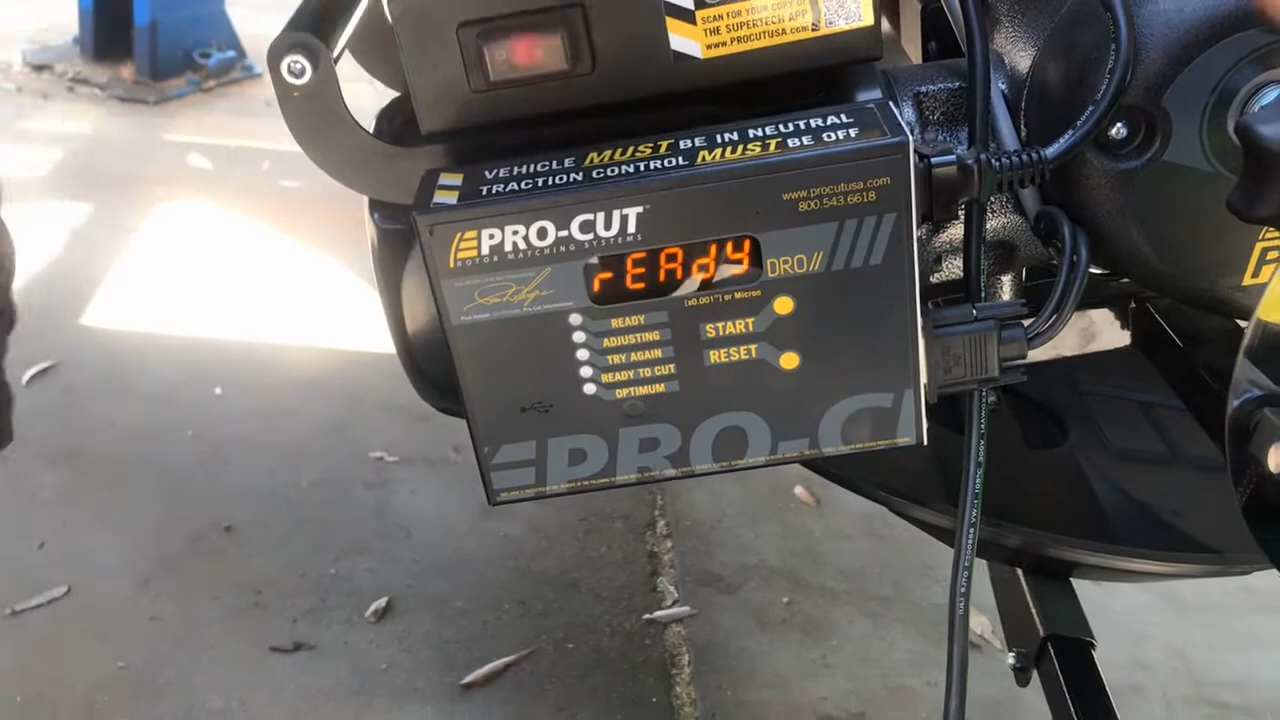 SCAN FOR YOUR COPY OF
THE SUPERTECH APP
www.PROCUTUSA.com
VEHICLE MUST BE IN NEUTRAL
TRACTION CONTROL MUST BE OFF
www.procutusa.com
800.543.6618
PRO-CUT
ROTOR MATCHING SYSTEMS
rEAdY
DRO//
(x0.001") or Micron
READY
ADJUSTING
TRY AGAIN
READY TO CUT
OPTIMUM
START
RESET
PRO-CU